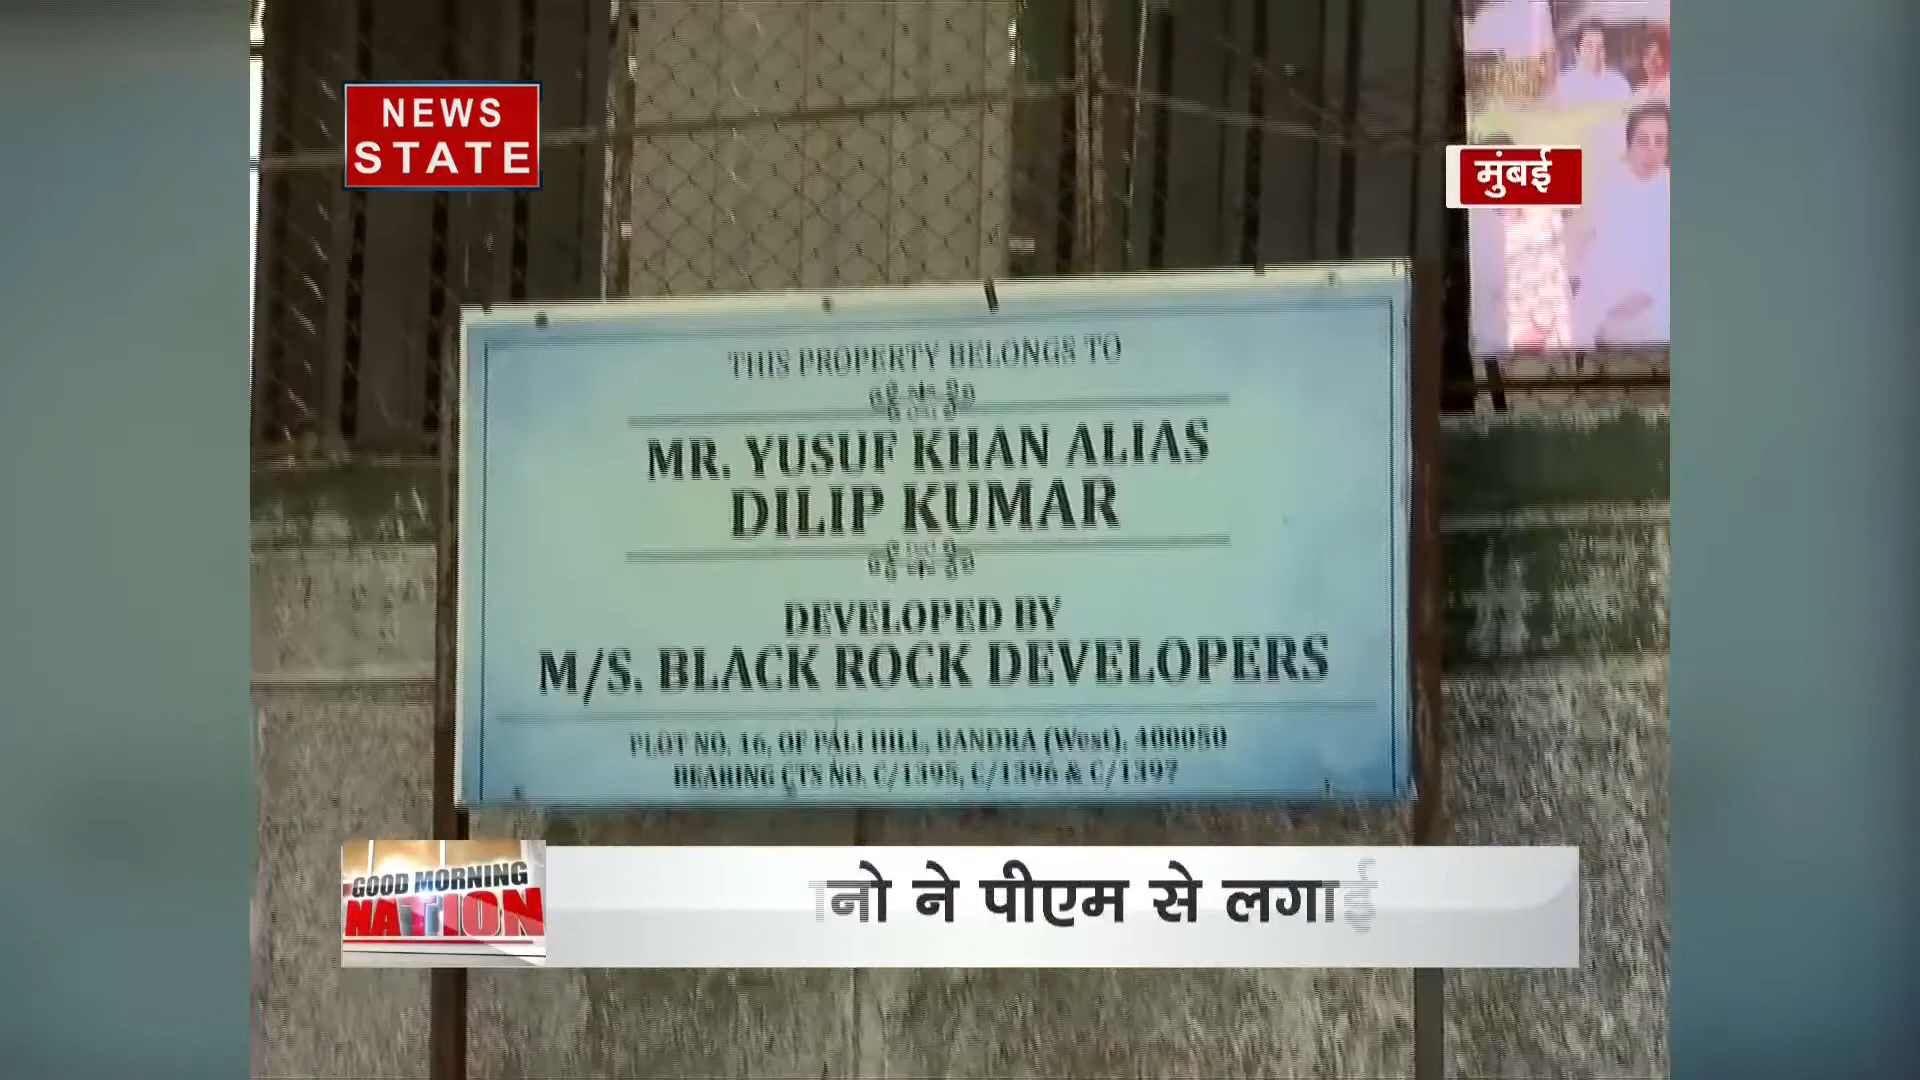 NEWS
STATE
मुंबई
THIS PROPERTY BELONGS TO
MR. YUSUF KHAN ALIAS
DILIP KUMAR
DEVELOPED BY
M/S. BLACK ROCK DEVELOPERS
PLOT NO. 16, OF PALI HILL, BANDRA (West), 400050
BEARING CTS NO. C/1395, C/1396 & C/1397
GOOD MORNING
NATION
ने पीएम से